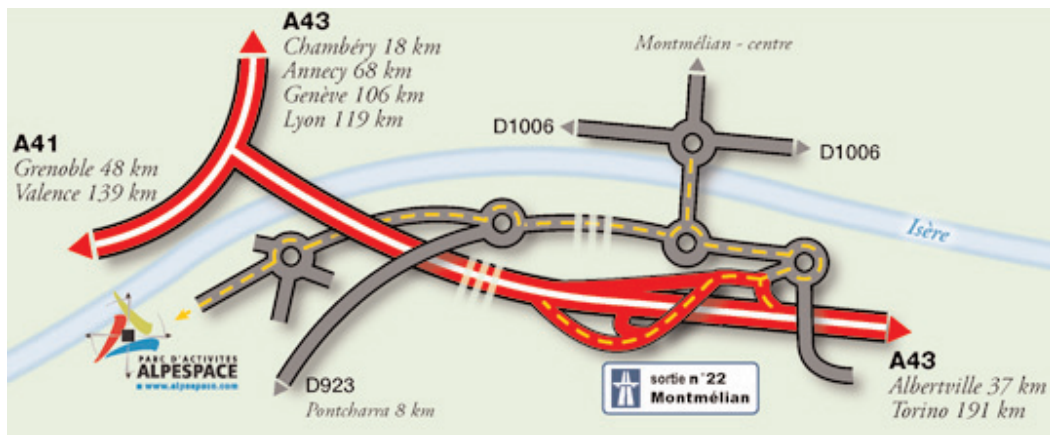 A43
Chambéry 18 km
Annecy 68 km
Genève 106 km
Lyon 119 km
Montmélian - centre
D1006
D1006
A41
Grenoble 48 km
Valence 139 km
Isère
PARC D'ACTIVITES
ALPESPACE
www.alpespace.com
D923
Pontcharra 8 km
sortie n°22
Montmélian
A43
Albertville 37 km
Torino 191 km